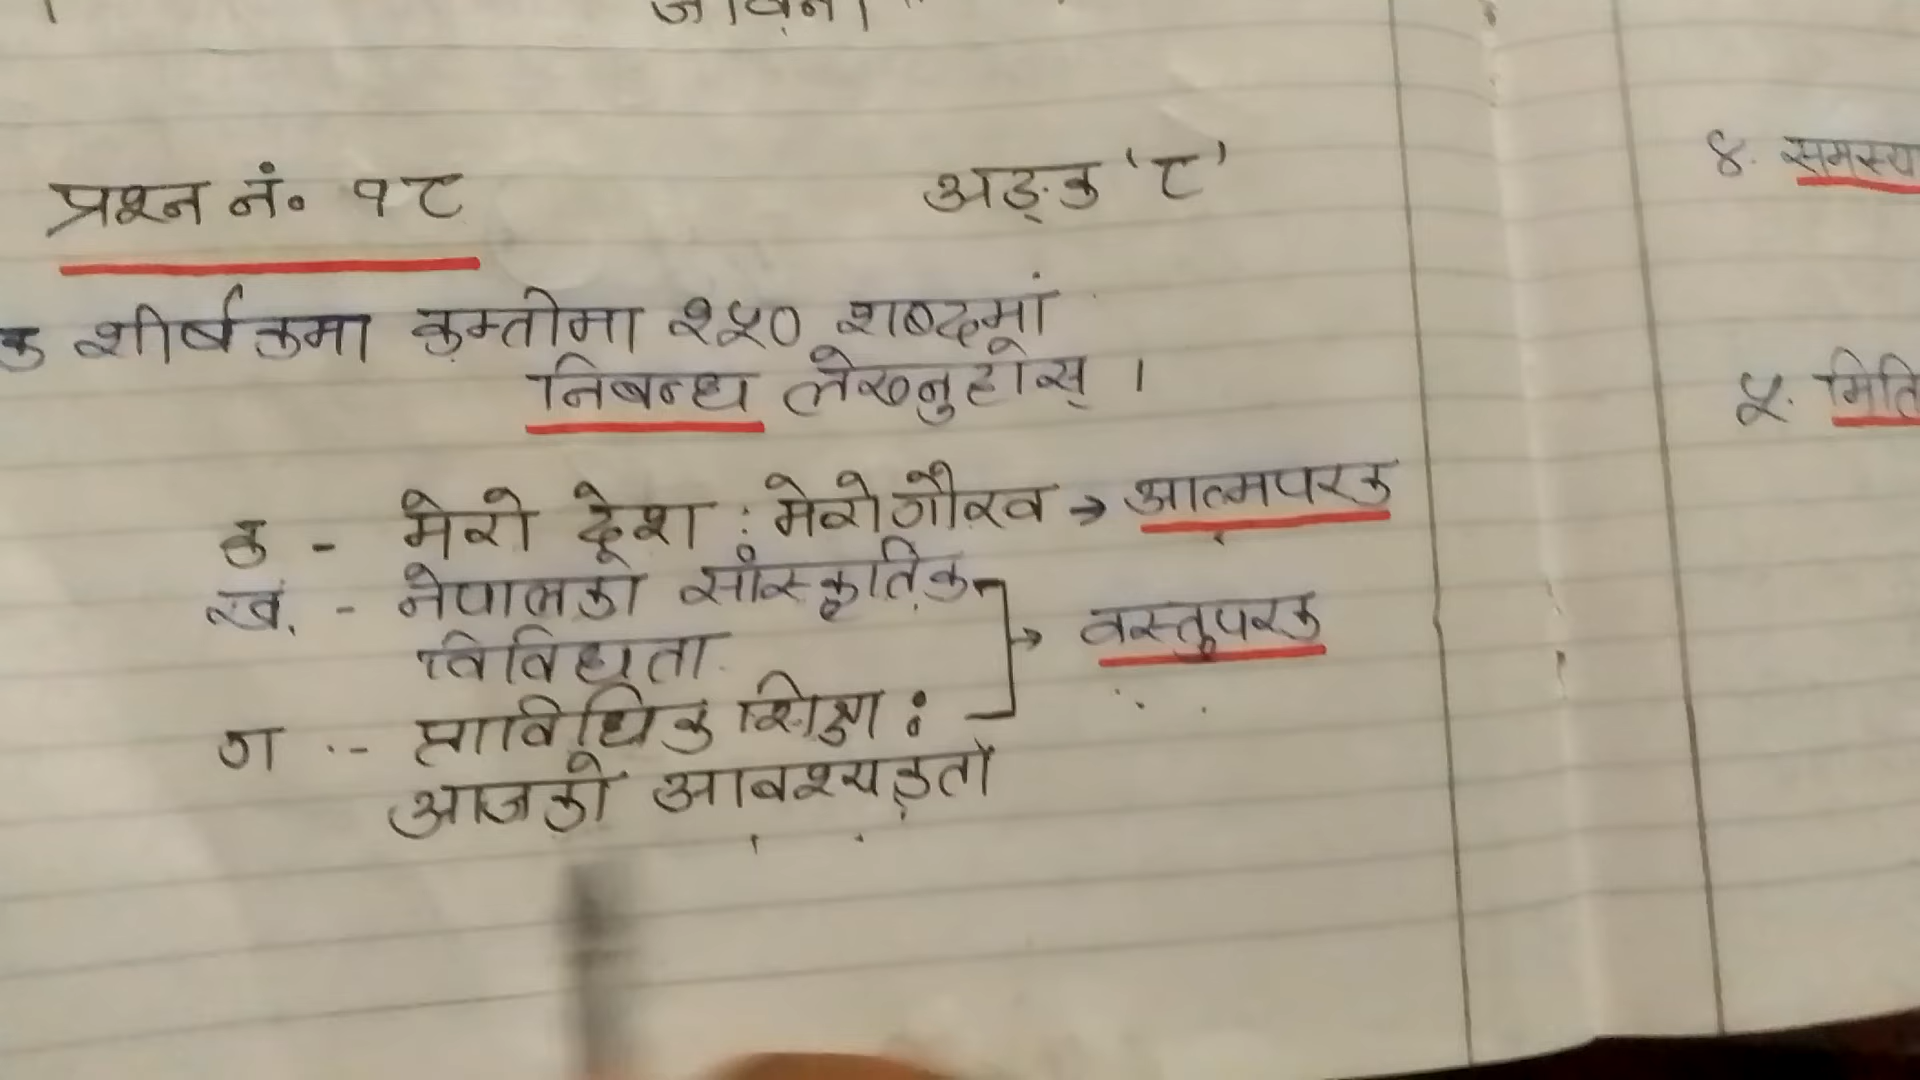 जीवन।
प्रश्न नं. १८
अङ्क '८'
क शीर्षकमा कम्तीमा २५० शब्दमा
निबन्ध लेख्नुहोस् ।
क - मेरो देश : मेरो गौरव → आत्मपरक
ख. - नेपालको सांस्कृतिक
विविधता
→ वस्तुपरक
ग - प्राविधिक शिक्षा :
आजको आवश्यकता
४. समस्या
५. मिति